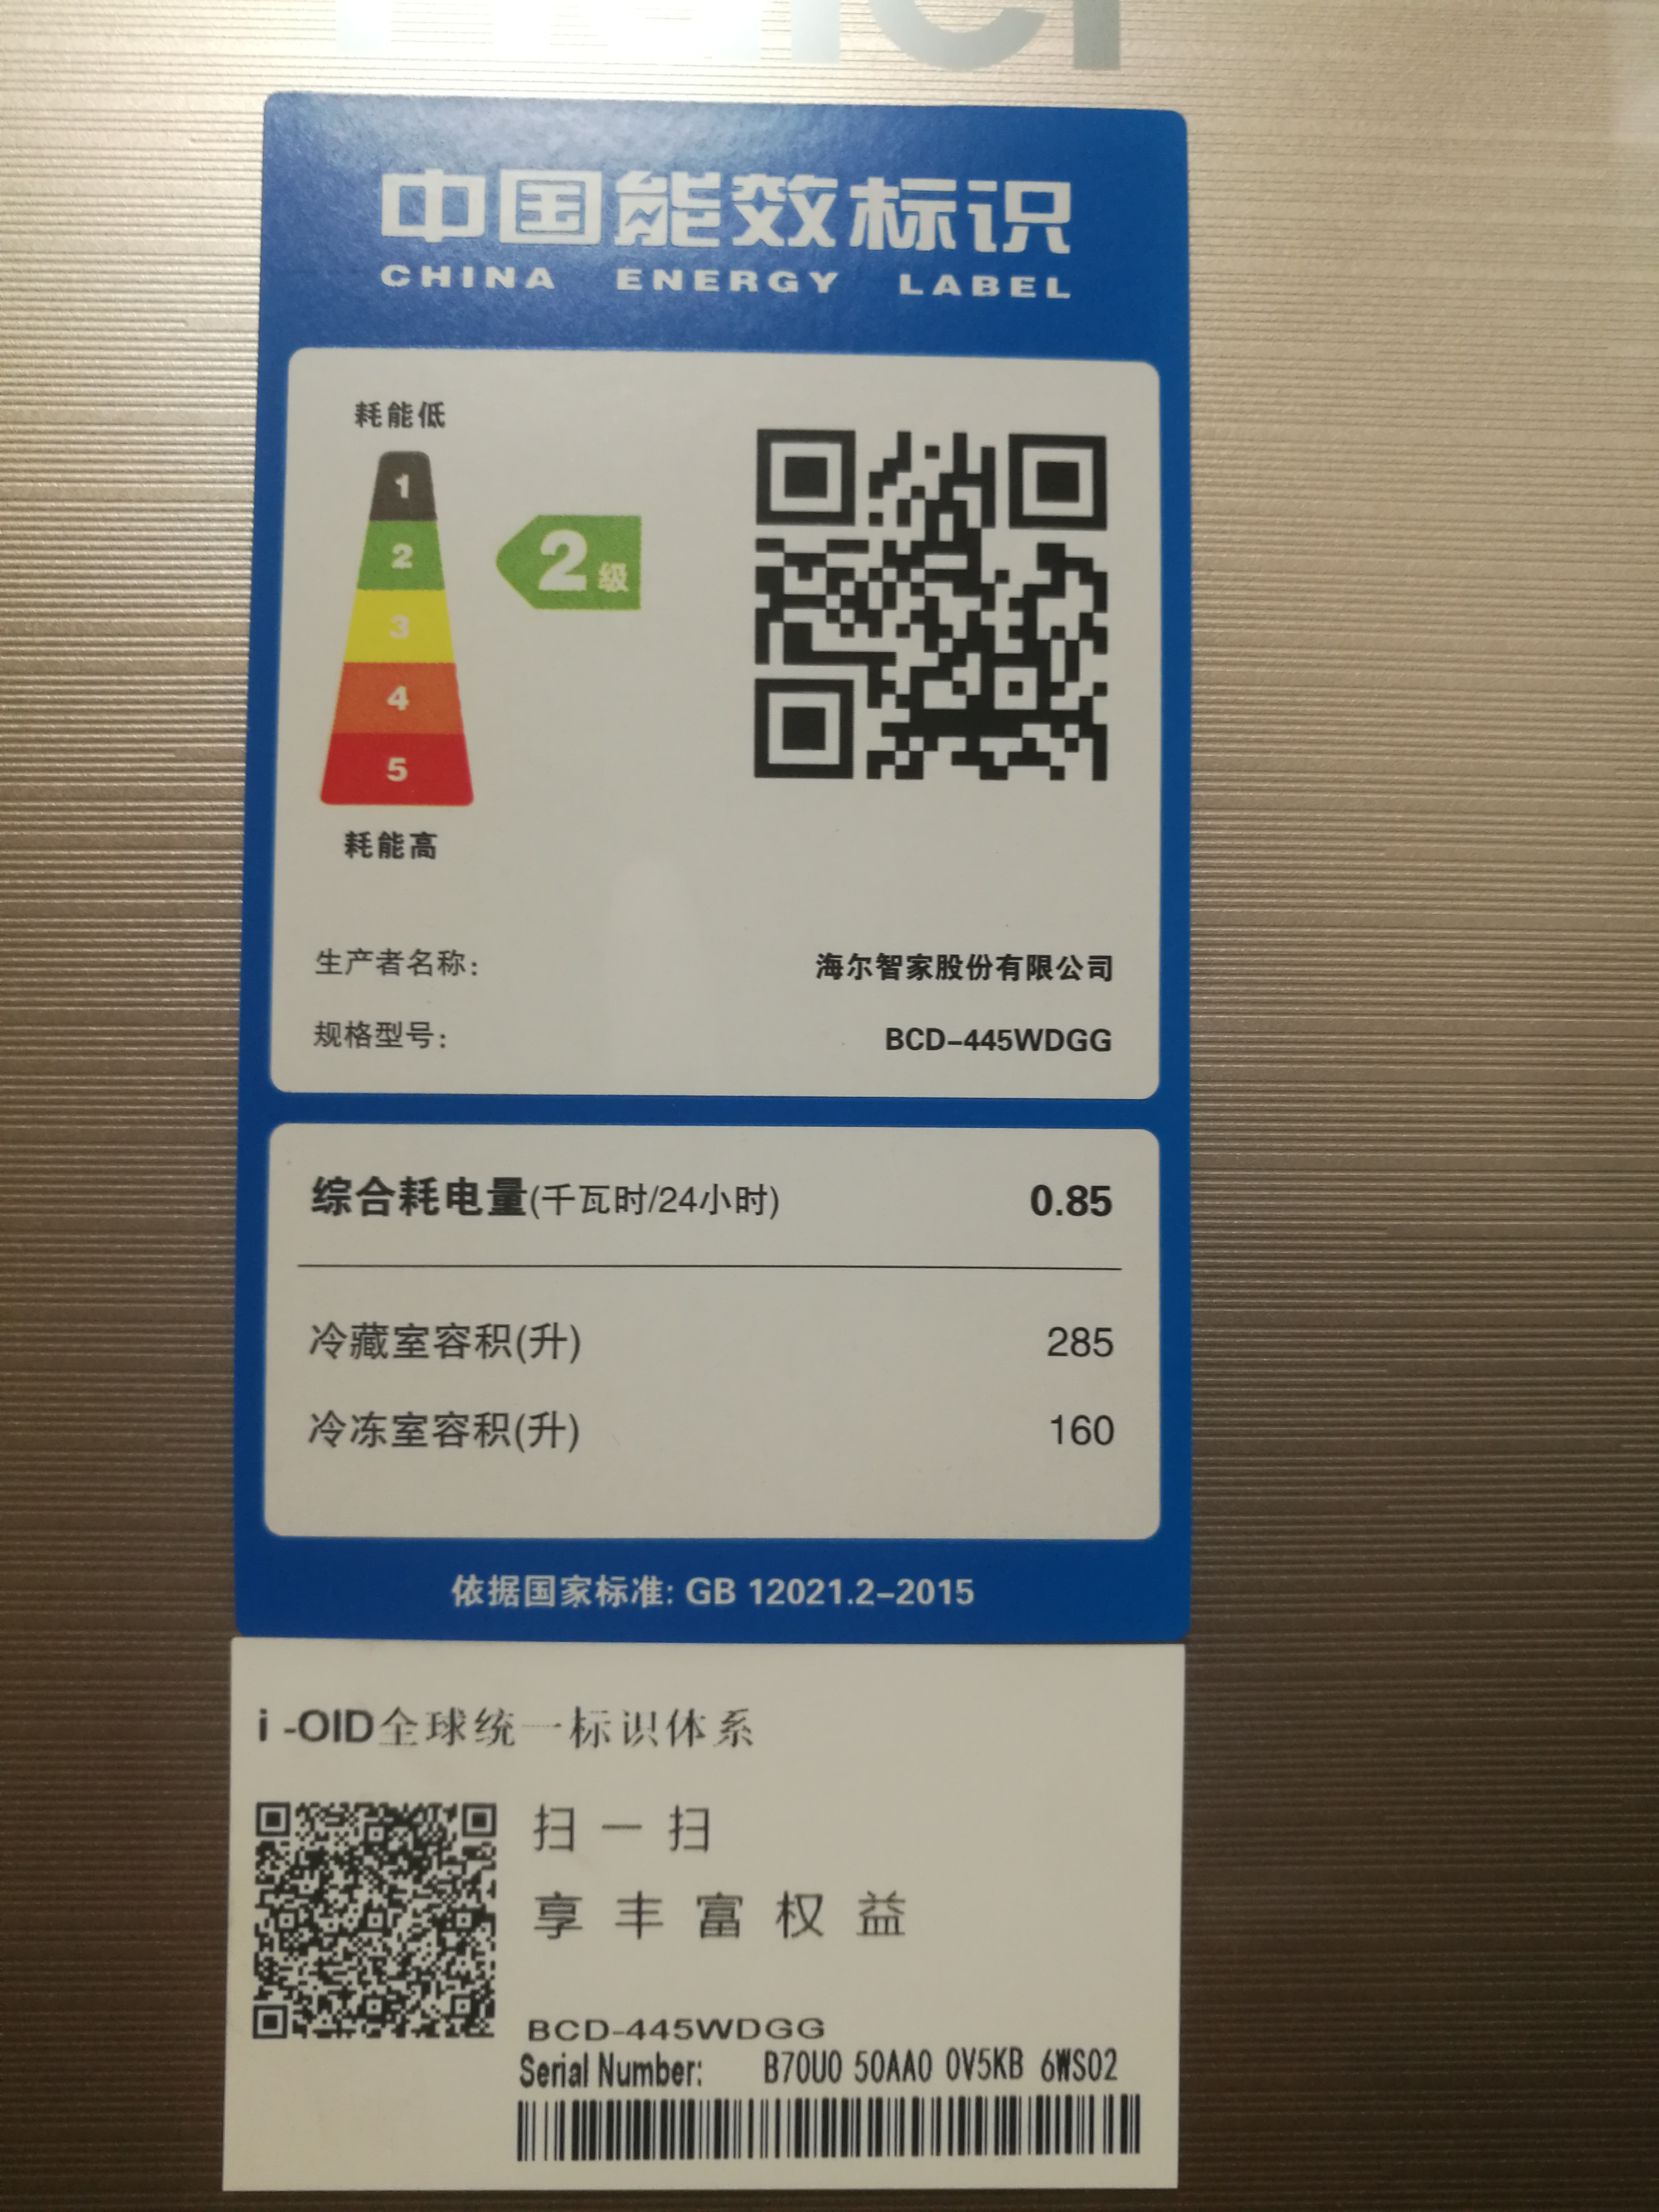 中国能效标识
CHINA ENERGY LABEL
耗能低
1
2
2级
3
4
5
耗能高
生产者名称: 海尔智家股份有限公司
规格型号: BCD-445WDGG
综合耗电量(千瓦时/24小时) 0.85
冷藏室容积(升) 285
冷冻室容积(升) 160
依据国家标准: GB 12021.2-2015
i -OID全球统一标识体系
扫一扫
享丰富权益
BCD-445WDGG
Serial Number: B70U0 50AA0 0V5KB 6WS02